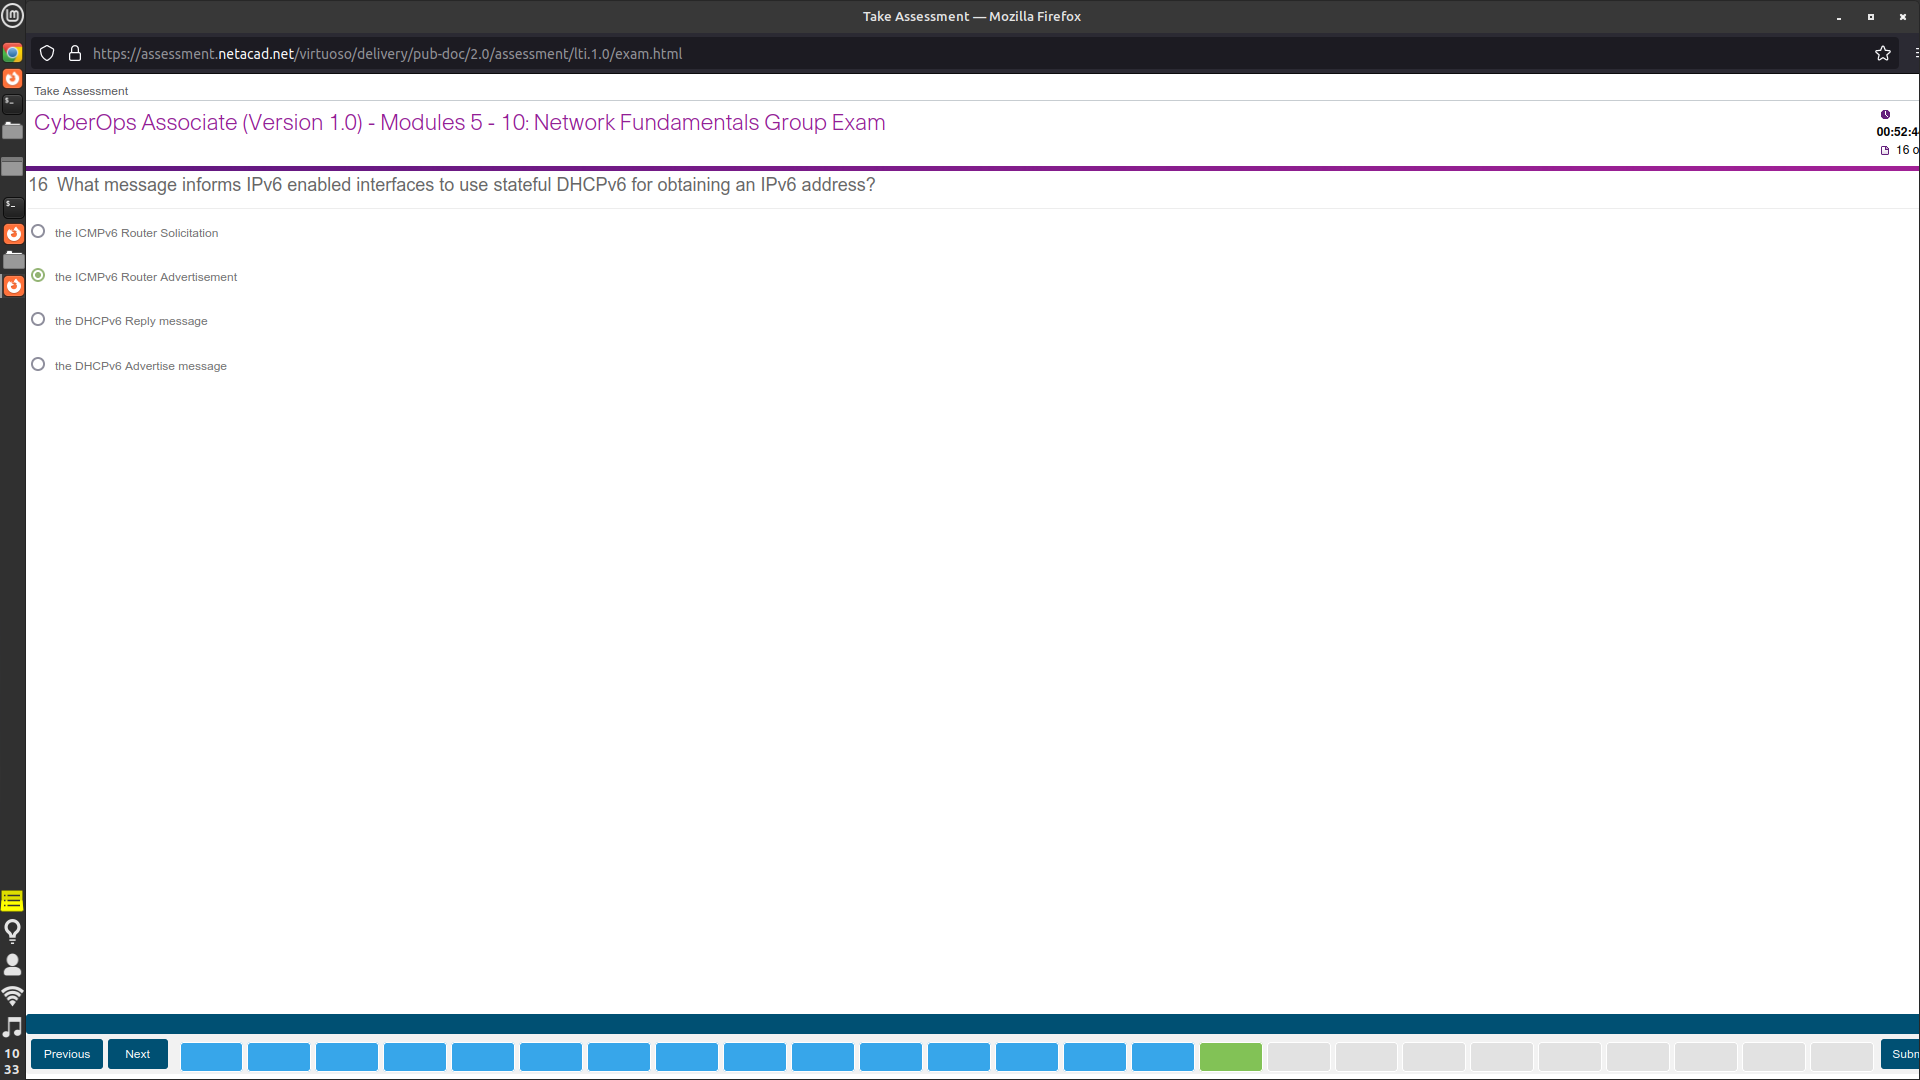 Take Assessment — Mozilla Firefox
https://assessment.netacad.net/virtuoso/delivery/pub-doc/2.0/assessment/lti.1.0/exam.html
Take Assessment
CyberOps Associate (Version 1.0) - Modules 5 - 10: Network Fundamentals Group Exam
00:52:4
16 o
16 What message informs IPv6 enabled interfaces to use stateful DHCPv6 for obtaining an IPv6 address?
the ICMPv6 Router Solicitation
the ICMPv6 Router Advertisement
the DHCPv6 Reply message
the DHCPv6 Advertise message
Previous
Next
Subm
10
33